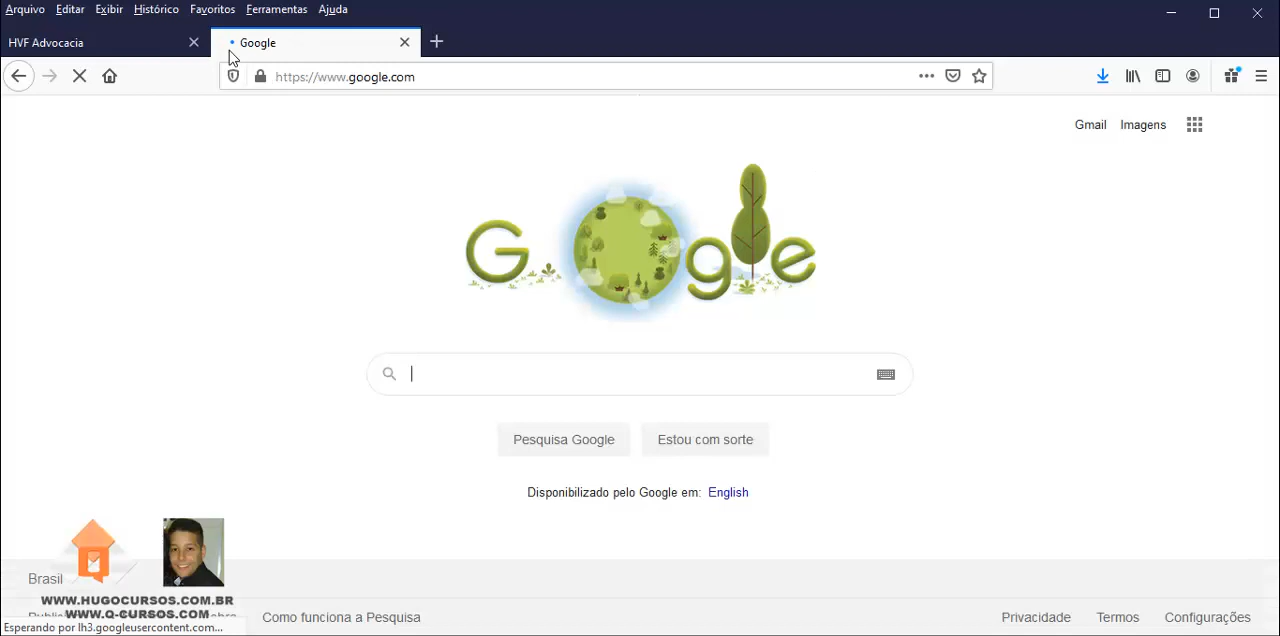 Arquivo Editar Exibir Histórico Favoritos Ferramentas Ajuda
HVF Advocacia
Google
https://www.google.com
Gmail Imagens
Google
Pesquisa Google
Estou com sorte
Disponibilizado pelo Google em: English
Brasil
WWW.HUGOCURSOS.COM.BR
WWW.Q-CURSOS.COM
Como funciona a Pesquisa
Privacidade Termos Configurações
Esperando por lh3.googleusercontent.com...